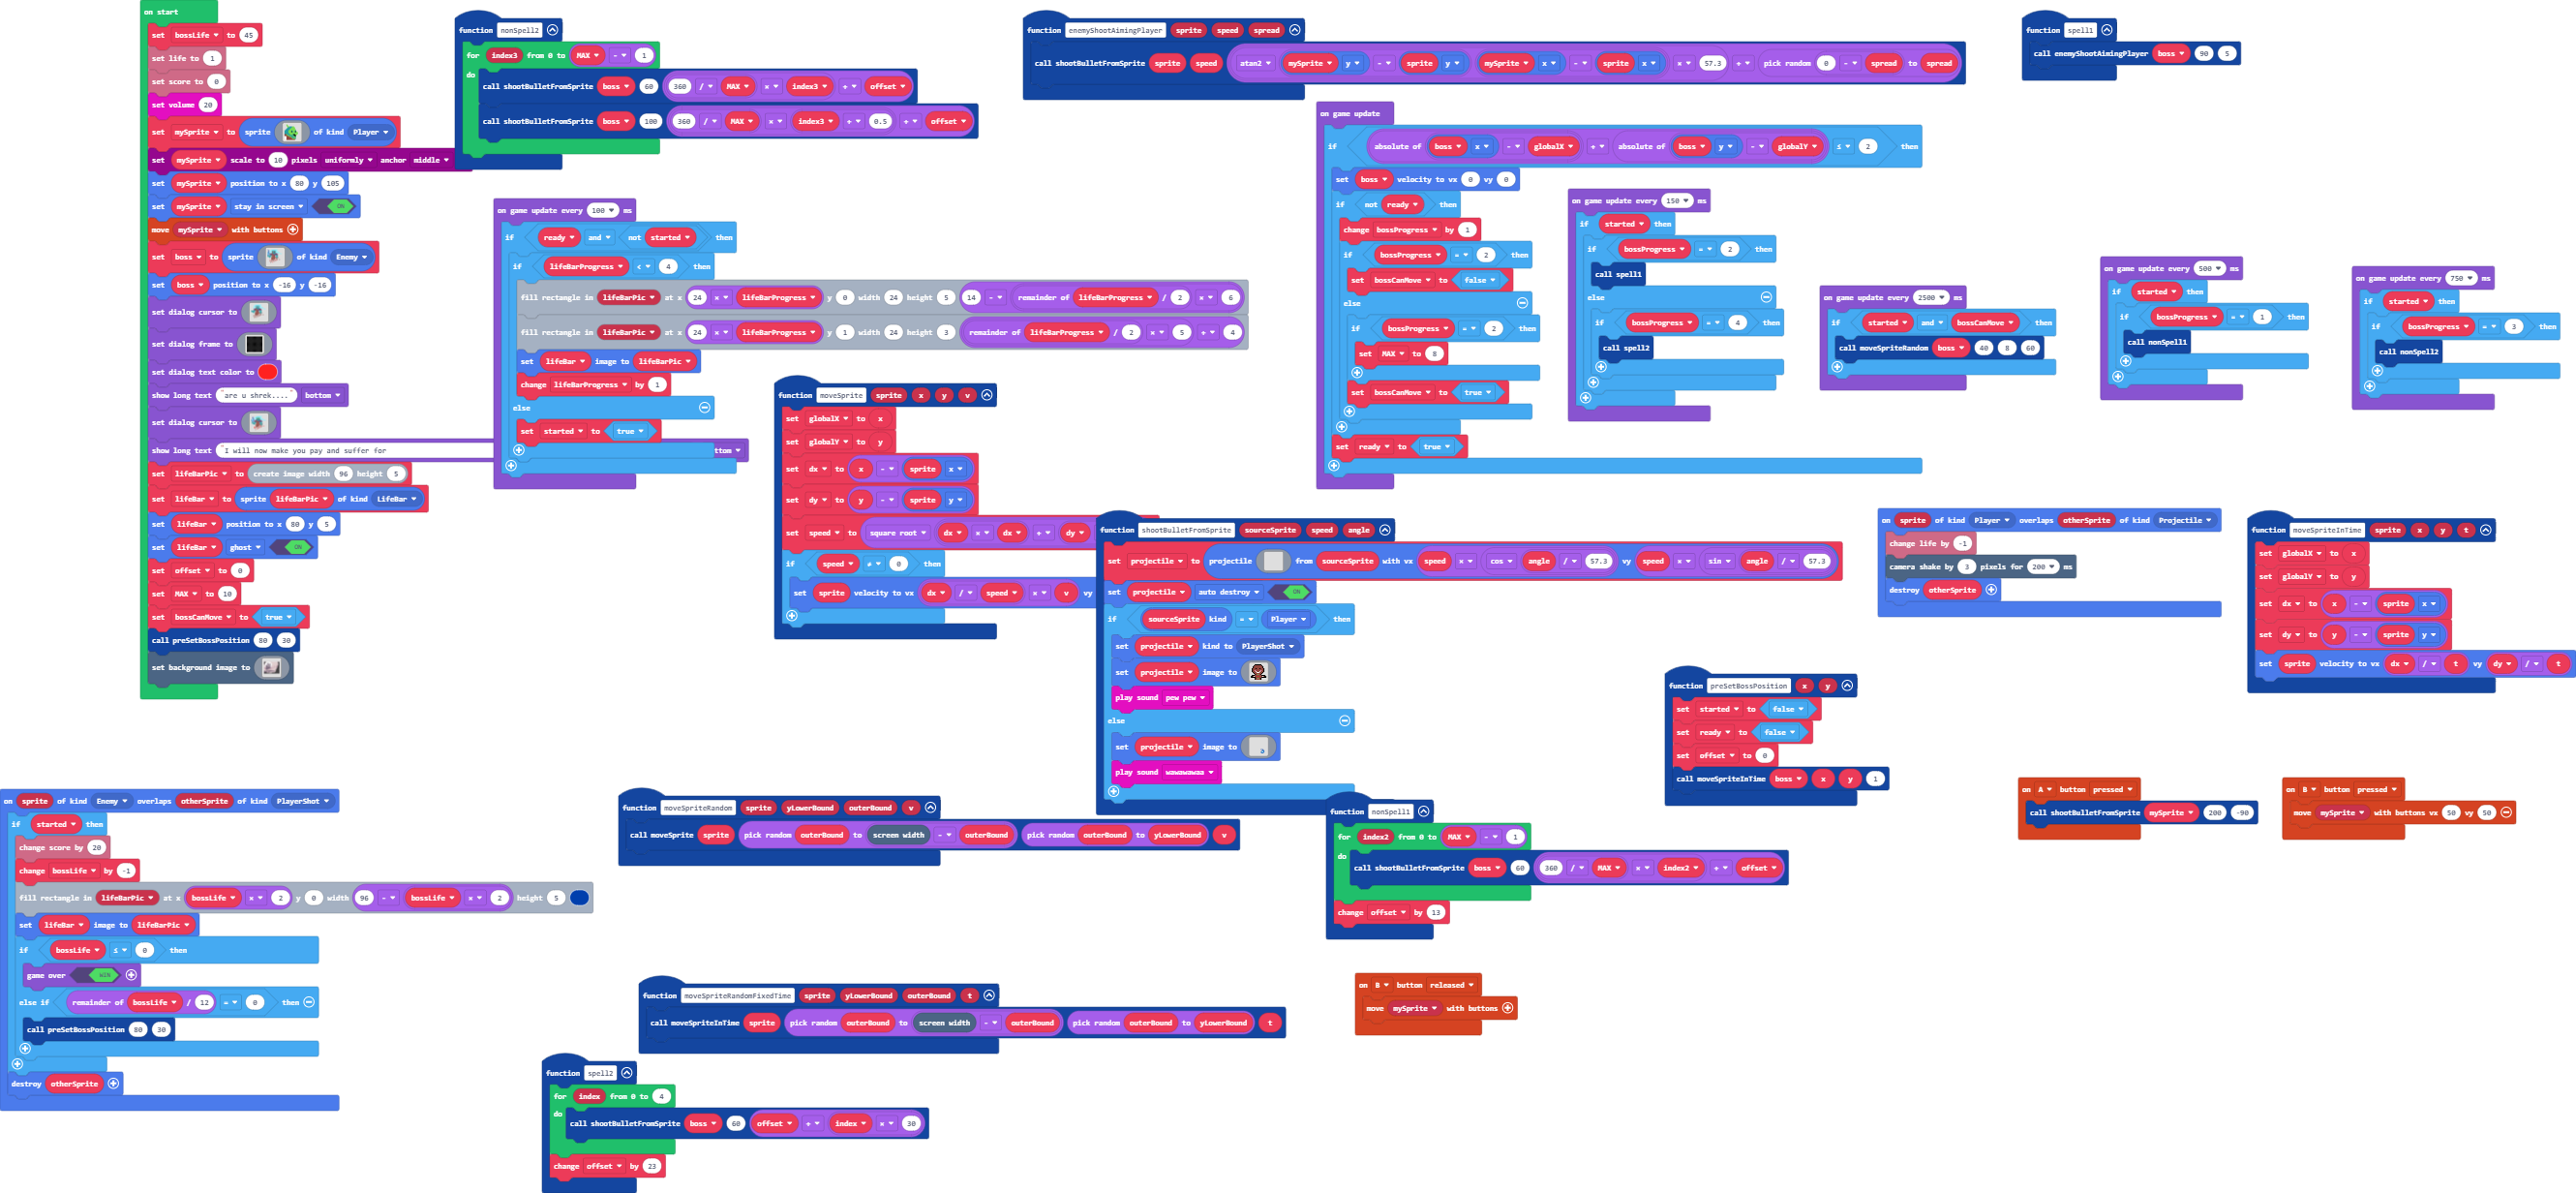 on start
set bossLife to 45
set life to 1
set score to 0
set volume 20
set mySprite to sprite of kind Player
set mySprite scale to 10 pixels uniformly anchor middle
set mySprite position to x 80 y 105
set mySprite stay in screen ON
move mySprite with buttons
set boss to sprite of kind Enemy
set boss position to x -16 y -16
set dialog cursor to
set dialog frame to
set dialog text color to
show long text "are u shrek...." bottom
set dialog cursor to
show long text "I will now make you pay and suffer for ttom
set lifeBarPic to create image width 96 height 5
set lifeBar to sprite lifeBarPic of kind LifeBar
set lifeBar position to x 80 y 5
set lifeBar ghost ON
set offset to 0
set MAX to 10
set bossCanMove to true
call preSetBossPosition 80 30
set background image to
function nonSpell2
for index3 from 0 to MAX - 1
do
call shootBulletFromSprite boss 60 360 / MAX × index3 + offset
call shootBulletFromSprite boss 100 360 / MAX × index3 + 0.5 + offset
function enemyShootAimingPlayer sprite speed spread
call shootBulletFromSprite sprite speed atan2 mySprite y - sprite y mySprite x - sprite x × 57.3 + pick random 0 - spread to spread
function spell1
call enemyShootAimingPlayer boss 90 5
on game update every 100 ms
if ready and not started then
if lifeBarProgress < 4 then
fill rectangle in lifeBarPic at x 24 × lifeBarProgress y 0 width 24 height 5 14 - remainder of lifeBarProgress / 2 × 6
fill rectangle in lifeBarPic at x 24 × lifeBarProgress y 1 width 24 height 3 remainder of lifeBarProgress / 2 × 5 + 4
set lifeBar image to lifeBarPic
change lifeBarProgress by 1
else
set started to true
on game update
if absolute of boss x - globalX + absolute of boss y - globalY ≤ 2 then
set boss velocity to vx 0 vy 0
if not ready then
change bossProgress by 1
if bossProgress = 2 then
set bossCanMove to false
else
if bossProgress = 2 then
set MAX to 8
set bossCanMove to true
set ready to true
on game update every 150 ms
if started then
if bossProgress = 2 then
call spell1
else
if bossProgress = 4 then
call spell2
on game update every 2500 ms
if started and bossCanMove then
call moveSpriteRandom boss 40 8 60
on game update every 500 ms
if started then
if bossProgress = 1 then
call nonSpell1
on game update every 750 ms
if started then
if bossProgress = 3 then
call nonSpell2
function moveSprite sprite x y v
set globalX to x
set globalY to y
set dx to x - sprite x
set dy to y - sprite y
set speed to square root dx × dx + dy
if speed ≠ 0 then
set sprite velocity to vx dx / speed × v vy
function shootBulletFromSprite sourceSprite speed angle
set projectile to projectile from sourceSprite with vx speed × cos angle / 57.3 vy speed × sin angle / 57.3
set projectile auto destroy ON
if sourceSprite kind = Player then
set projectile kind to PlayerShot
set projectile image to
play sound pew pew
else
set projectile image to
play sound wawawawaa
on sprite of kind Player overlaps otherSprite of kind Projectile
change life by -1
camera shake by 3 pixels for 200 ms
destroy otherSprite
function moveSpriteInTime sprite x y t
set globalX to x
set globalY to y
set dx to x - sprite x
set dy to y - sprite y
set sprite velocity to vx dx / t vy dy / t
function preSetBossPosition x y
set started to false
set ready to false
set offset to 0
call moveSpriteInTime boss x y 1
on sprite of kind Enemy overlaps otherSprite of kind PlayerShot
if started then
change score by 20
change bossLife by -1
fill rectangle in lifeBarPic at x bossLife × 2 y 0 width 96 - bossLife × 2 height 5
set lifeBar image to lifeBarPic
if bossLife ≤ 0 then
game over WIN
else if remainder of bossLife / 12 = 0 then
call preSetBossPosition 80 30
destroy otherSprite
function moveSpriteRandom sprite yLowerBound outerBound v
call moveSprite sprite pick random outerBound to screen width - outerBound pick random outerBound to yLowerBound v
function nonSpell1
for index2 from 0 to MAX - 1
do
call shootBulletFromSprite boss 60 360 / MAX × index2 + offset
change offset by 13
on A button pressed
call shootBulletFromSprite mySprite 200 -90
on B button pressed
move mySprite with buttons vx 50 vy 50
function moveSpriteRandomFixedTime sprite yLowerBound outerBound t
call moveSpriteInTime sprite pick random outerBound to screen width - outerBound pick random outerBound to yLowerBound t
on B button released
move mySprite with buttons
function spell2
for index from 0 to 4
do
call shootBulletFromSprite boss 60 offset + index × 30
change offset by 23